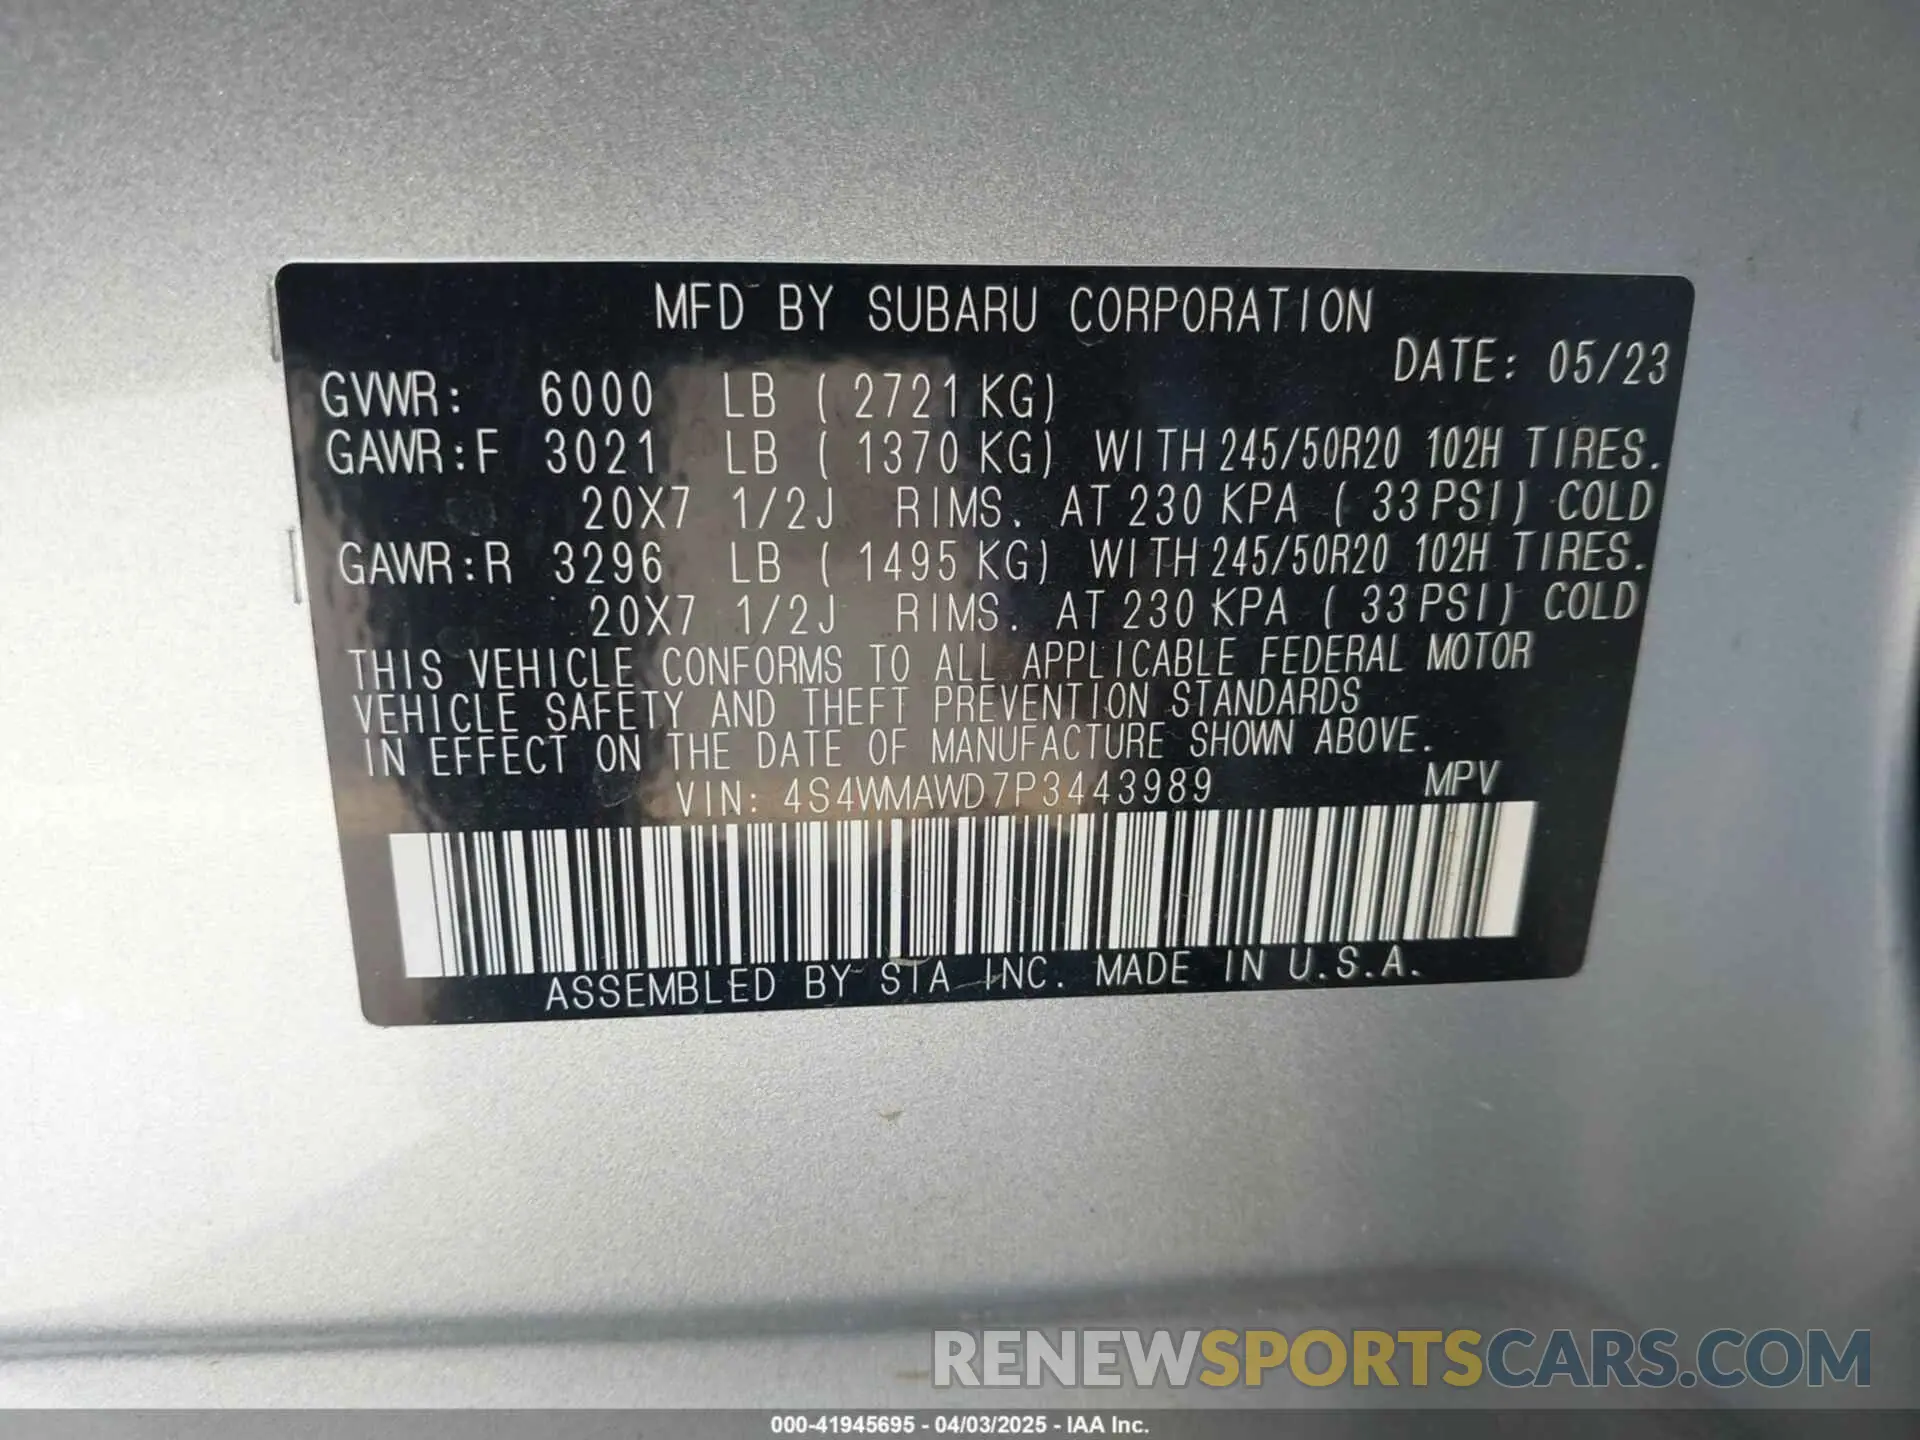 MFD BY SUBARU CORPORATION
DATE: 05/23
GVWR: 6000 LB ( 2721 KG)
GAWR:F 3021 LB ( 1370 KG) WITH 245/50R20 102H TIRES.
20X7 1/2J RIMS. AT 230 KPA ( 33 PSI) COLD
GAWR:R 3296 LB ( 1495 KG) WITH 245/50R20 102H TIRES.
20X7 1/2J RIMS. AT 230 KPA ( 33 PSI) COLD
THIS VEHICLE CONFORMS TO ALL APPLICABLE FEDERAL MOTOR
VEHICLE SAFETY AND THEFT PREVENTION STANDARDS
IN EFFECT ON THE DATE OF MANUFACTURE SHOWN ABOVE.
VIN: 4S4WMAWD7P3443989 MPV
ASSEMBLED BY SIA INC. MADE IN U.S.A.
RENEWSPORTSCARS.COM
000-41945695 - 04/03/2025 - IAA Inc.